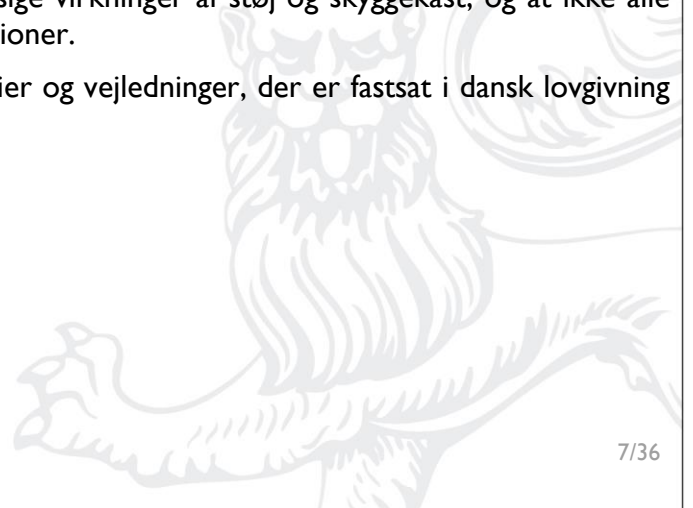 sige virkninger af støj og skyggekast, og at ikke alle
ioner.
ier og vejledninger, der er fastsat i dansk lovgivning
7/36